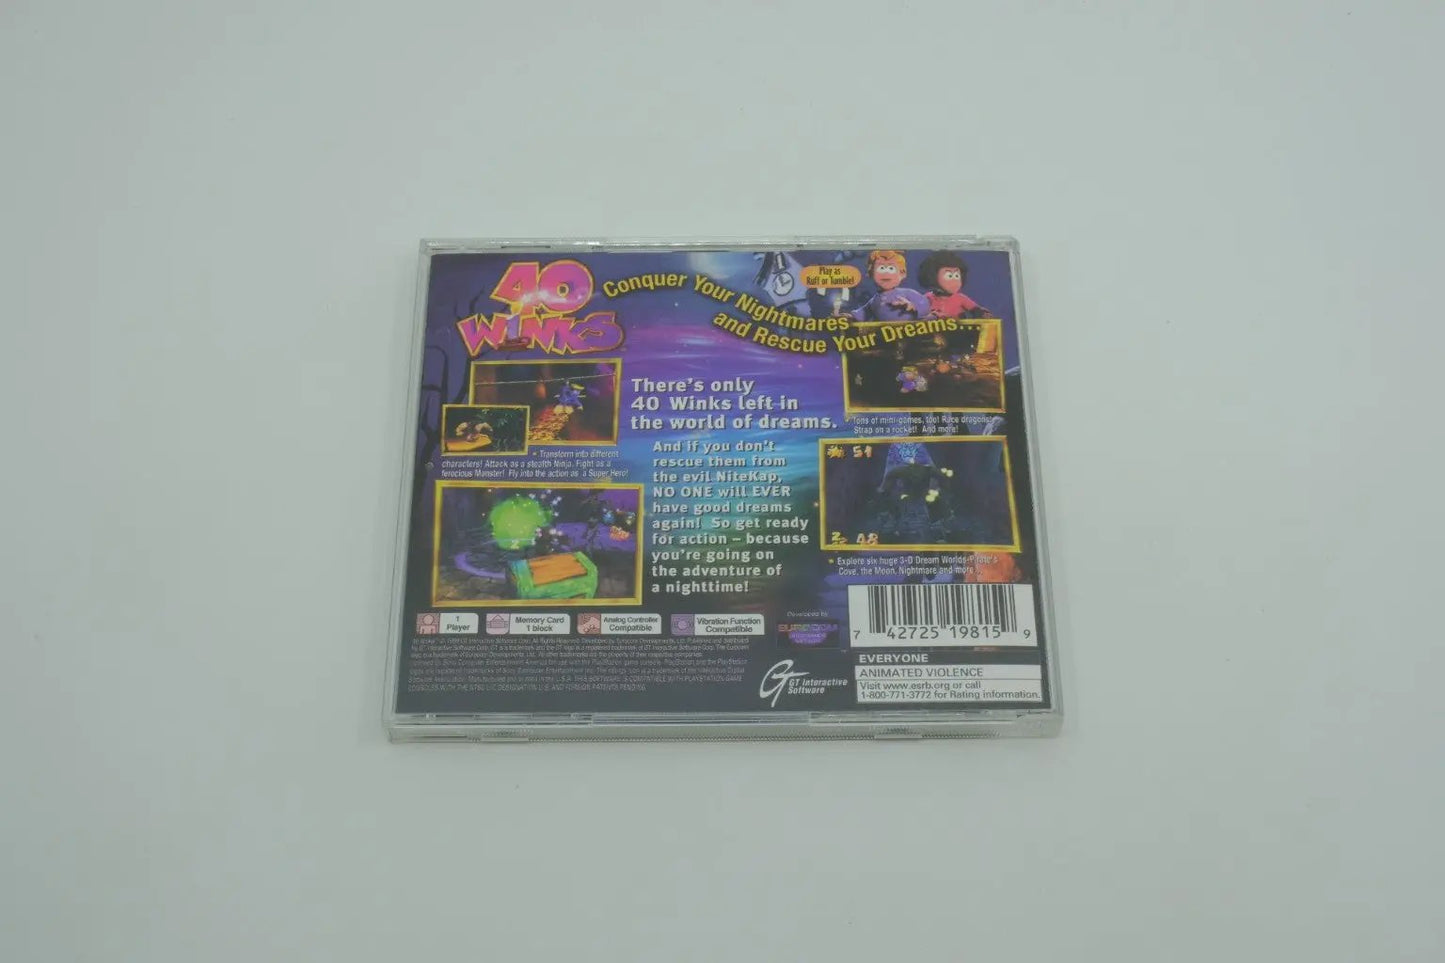 40
WINKS
Conquer Your Nightmares
and Rescue Your Dreams...
Play as
Ruff or Tumble!
There's only
40 Winks left in
the world of dreams.
And if you don't
rescue them from
the evil NiteKap,
NO ONE will EVER
have good dreams
again! So get ready
for action – because
you're going on
the adventure of
a nighttime!
• Transform into different
characters! Attack as a stealth Ninja. Fight as a
ferocious Monster! Fly into the action as a Super Hero!
• Tons of mini-games, too! Race dragons!
Strap on a rocket! And more!
51
48
• Explore six huge 3-D Dream Worlds-Pirate's
Cove, the Moon, Nightmare and more...
1
Player
Memory Card
1 block
Analog Controller
Compatible
Vibration Function
Compatible
Developed by
EUROCOM
GT Interactive
Software
7 42725 19815 9
EVERYONE
ANIMATED VIOLENCE
Visit www.esrb.org or call
1-800-771-3772 for Rating information.